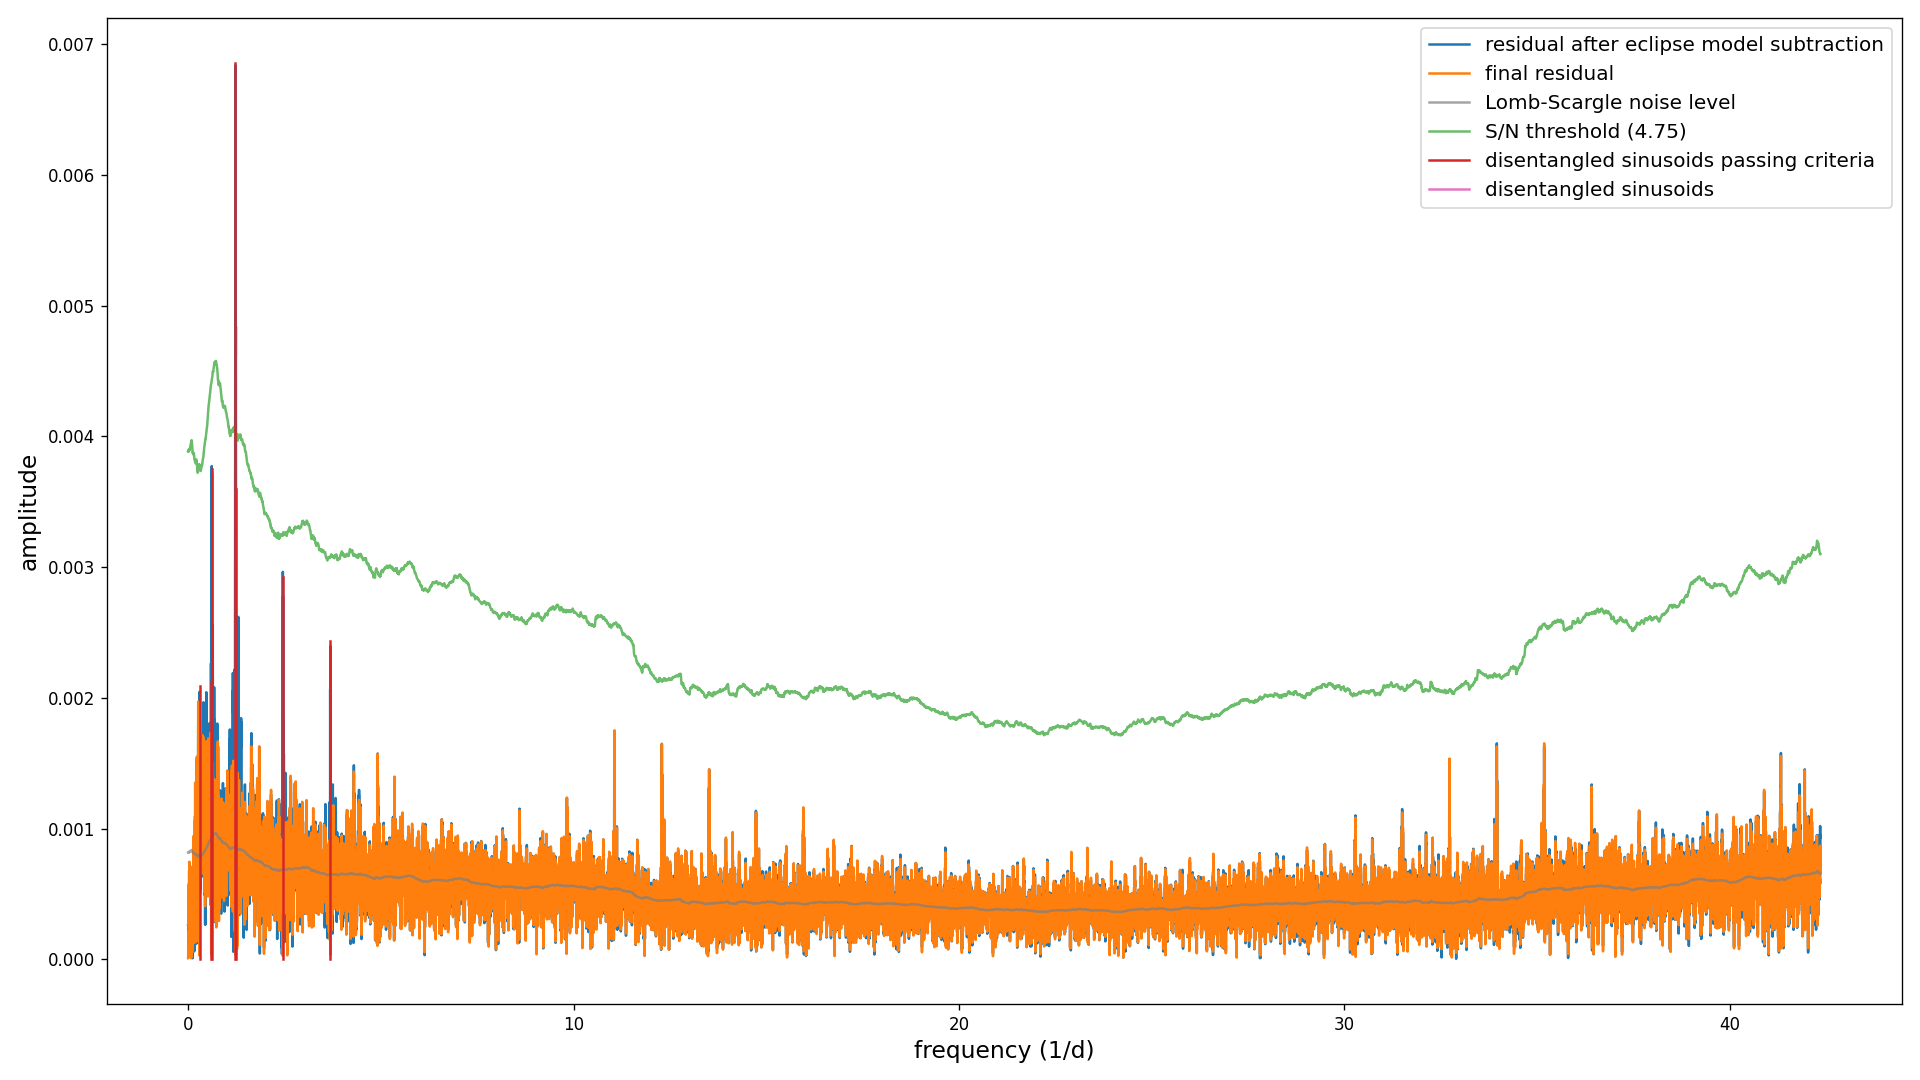 residual after eclipse model subtraction
final residual
Lomb-Scargle noise level
S/N threshold (4.75)
disentangled sinusoids passing criteria
disentangled sinusoids
0.007
0.006
0.005
0.004
0.003
0.002
0.001
0.000
amplitude
0 10 20 30 40
frequency (1/d)